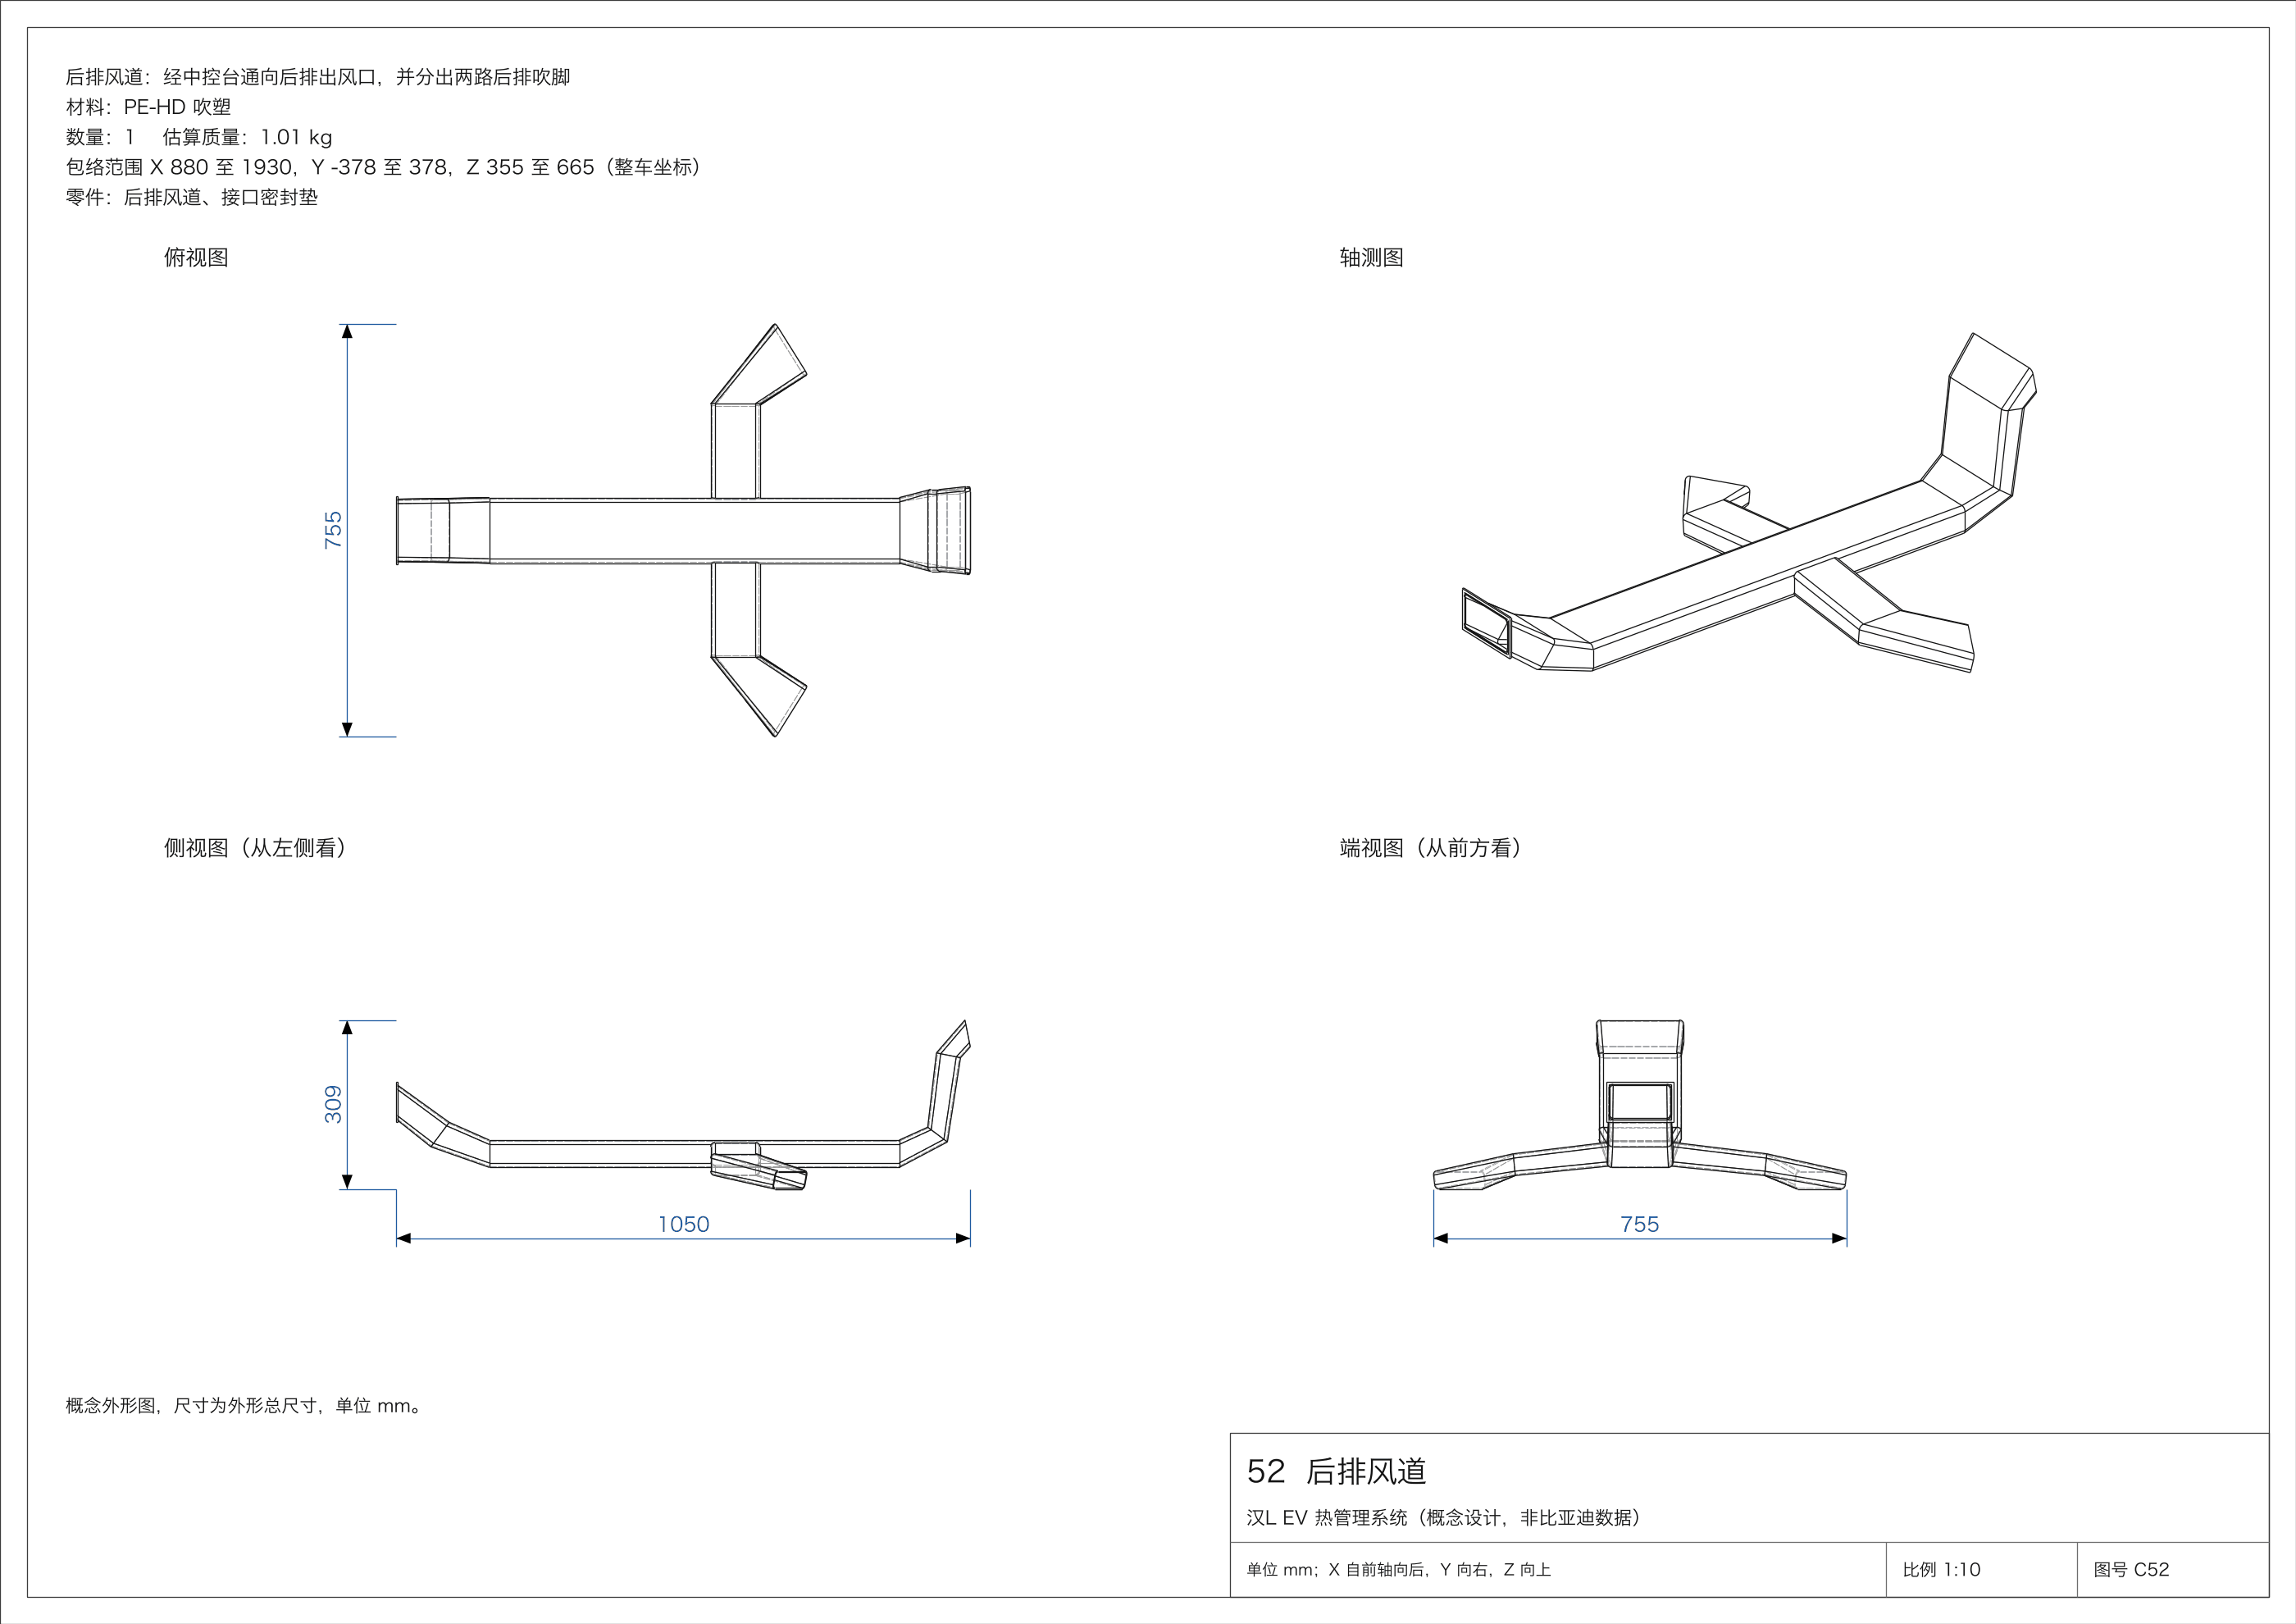 后排风道：经中控台通向后排出风口，并分出两路后排吹脚
材料：PE-HD 吹塑
数量：1 估算质量：1.01 kg
包络范围 X 880 至 1930，Y -378 至 378，Z 355 至 665（整车坐标）
零件：后排风道、接口密封垫
俯视图
轴测图
755
侧视图（从左侧看）
端视图（从前方看）
309
1050
755
概念外形图，尺寸为外形总尺寸，单位 mm。
52 后排风道
汉L EV 热管理系统（概念设计，非比亚迪数据）
单位 mm；X 自前轴向后，Y 向右，Z 向上
比例 1:10
图号 C52